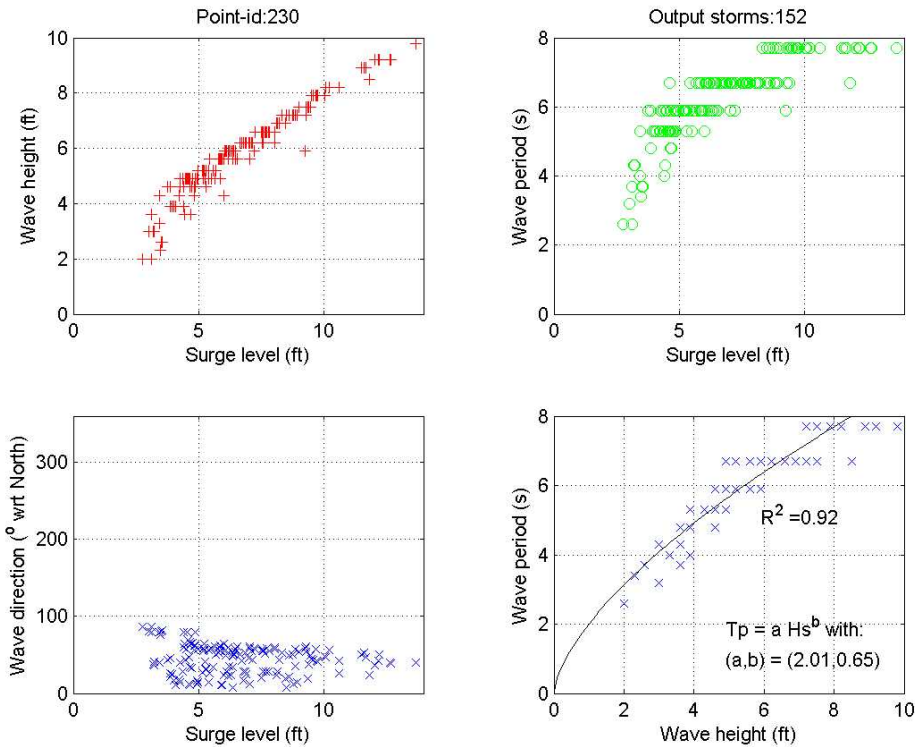 Point-id:230
10
8
6
4
2
0
0
5
10
Wave height (ft)
Surge level (ft)
Output storms:152
8
6
4
2
0
0
5
10
Wave period (s)
Surge level (ft)
300
200
100
0
0
5
10
Wave direction (° wrt North)
Surge level (ft)
8
6
4
2
0
0
2
4
6
8
10
Wave period (s)
Wave height (ft)
R² =0.92
Tp = a Hsᵇ with:
(a,b) = (2.01,0.65)